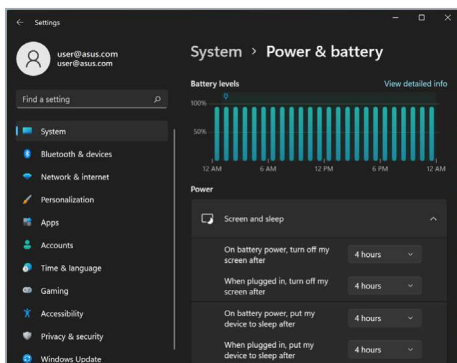 Settings
user@asus.com
user@asus.com
Find a setting
System
Bluetooth & devices
Network & internet
Personalization
Apps
Accounts
Time & language
Gaming
Accessibility
Privacy & security
Windows Update
System > Power & battery
Battery levels View detailed info
100%
50%
12 AM 6 AM 12 PM 6 PM 12 AM
Power
Screen and sleep
On battery power, turn off my
screen after
4 hours
When plugged in, turn off my
screen after
4 hours
On battery power, put my
device to sleep after
4 hours
When plugged in, put my
device to sleep after
4 hours